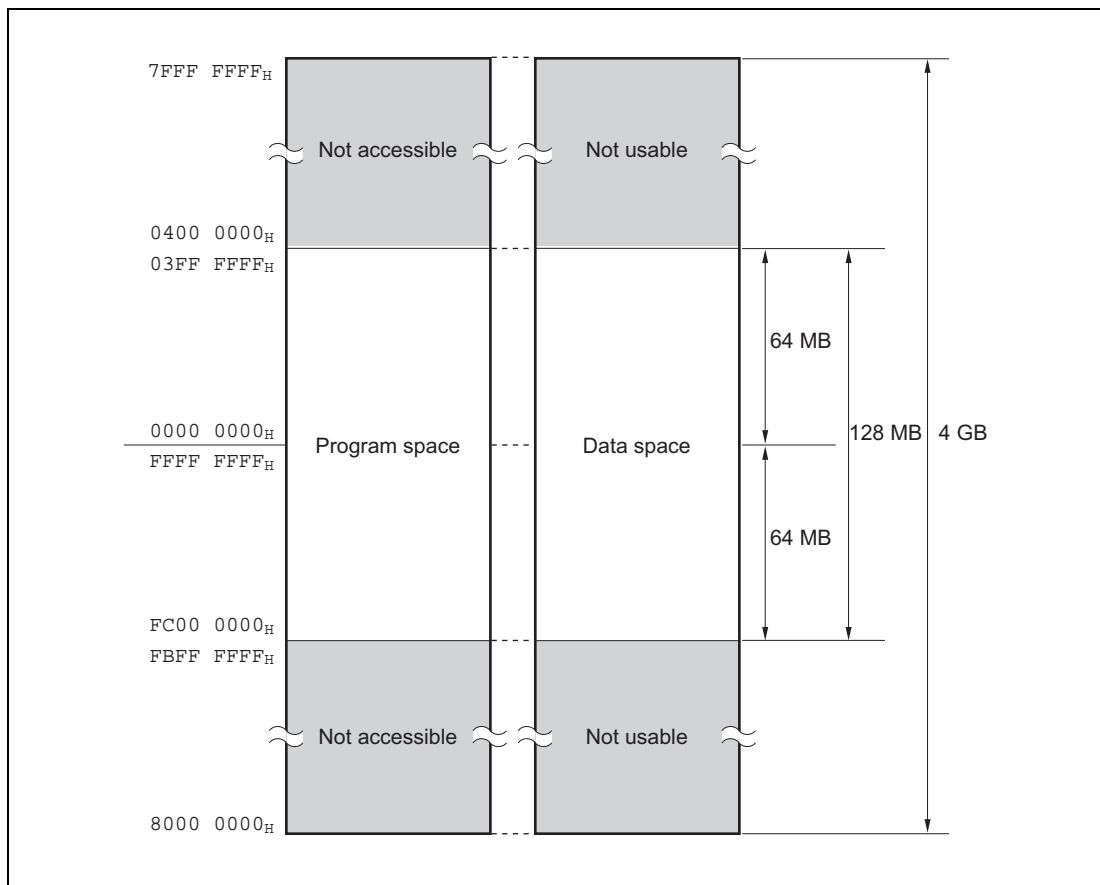 7FFF FFFFH
Not accessible
Not usable
0400 0000H
03FF FFFFH
64 MB
0000 0000H
Program space
Data space
128 MB
4 GB
FFFF FFFFH
64 MB
FC00 0000H
FBFF FFFFH
Not accessible
Not usable
8000 0000H